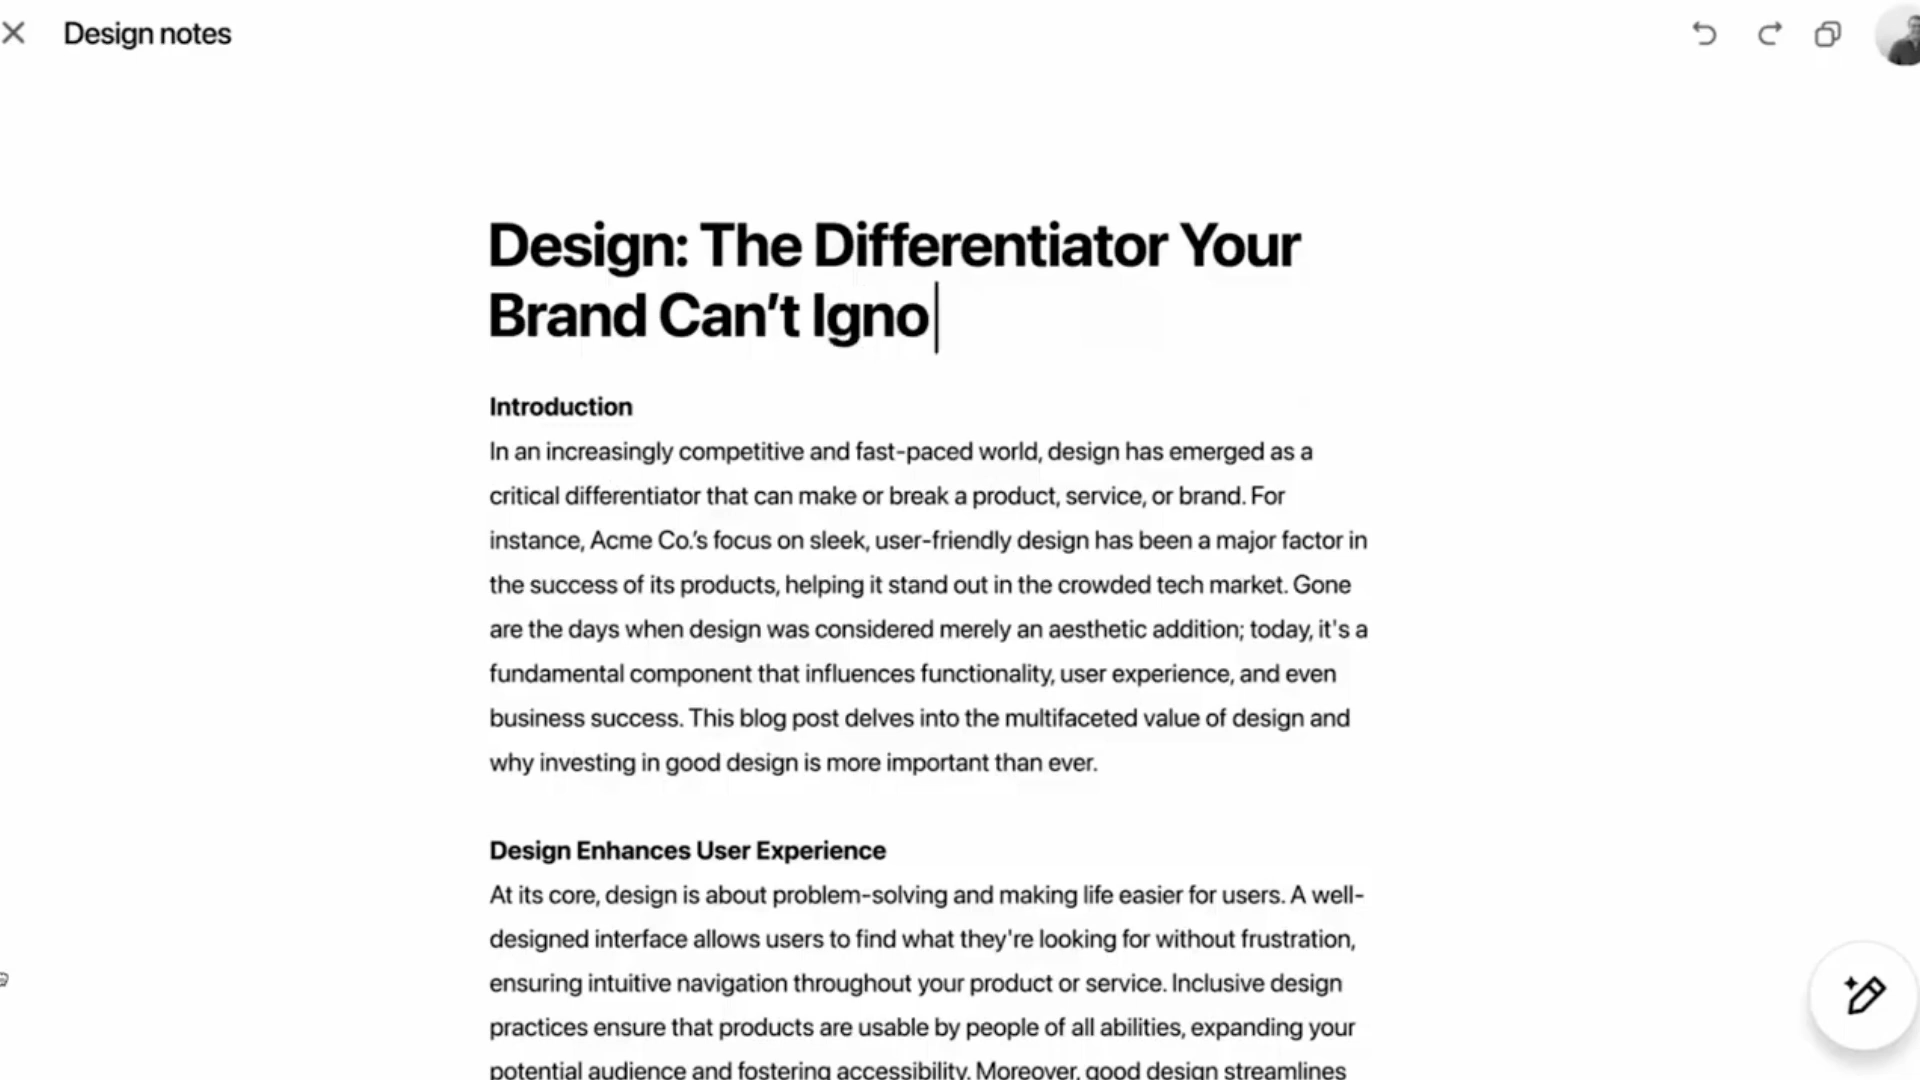 Design notes
Design: The Differentiator Your
Brand Can’t Igno
Introduction
In an increasingly competitive and fast-paced world, design has emerged as a
critical differentiator that can make or break a product, service, or brand. For
instance, Acme Co.’s focus on sleek, user-friendly design has been a major factor in
the success of its products, helping it stand out in the crowded tech market. Gone
are the days when design was considered merely an aesthetic addition; today, it's a
fundamental component that influences functionality, user experience, and even
business success. This blog post delves into the multifaceted value of design and
why investing in good design is more important than ever.
Design Enhances User Experience
At its core, design is about problem-solving and making life easier for users. A well-
designed interface allows users to find what they're looking for without frustration,
ensuring intuitive navigation throughout your product or service. Inclusive design
practices ensure that products are usable by people of all abilities, expanding your
potential audience and fostering accessibility. Moreover, good design streamlines